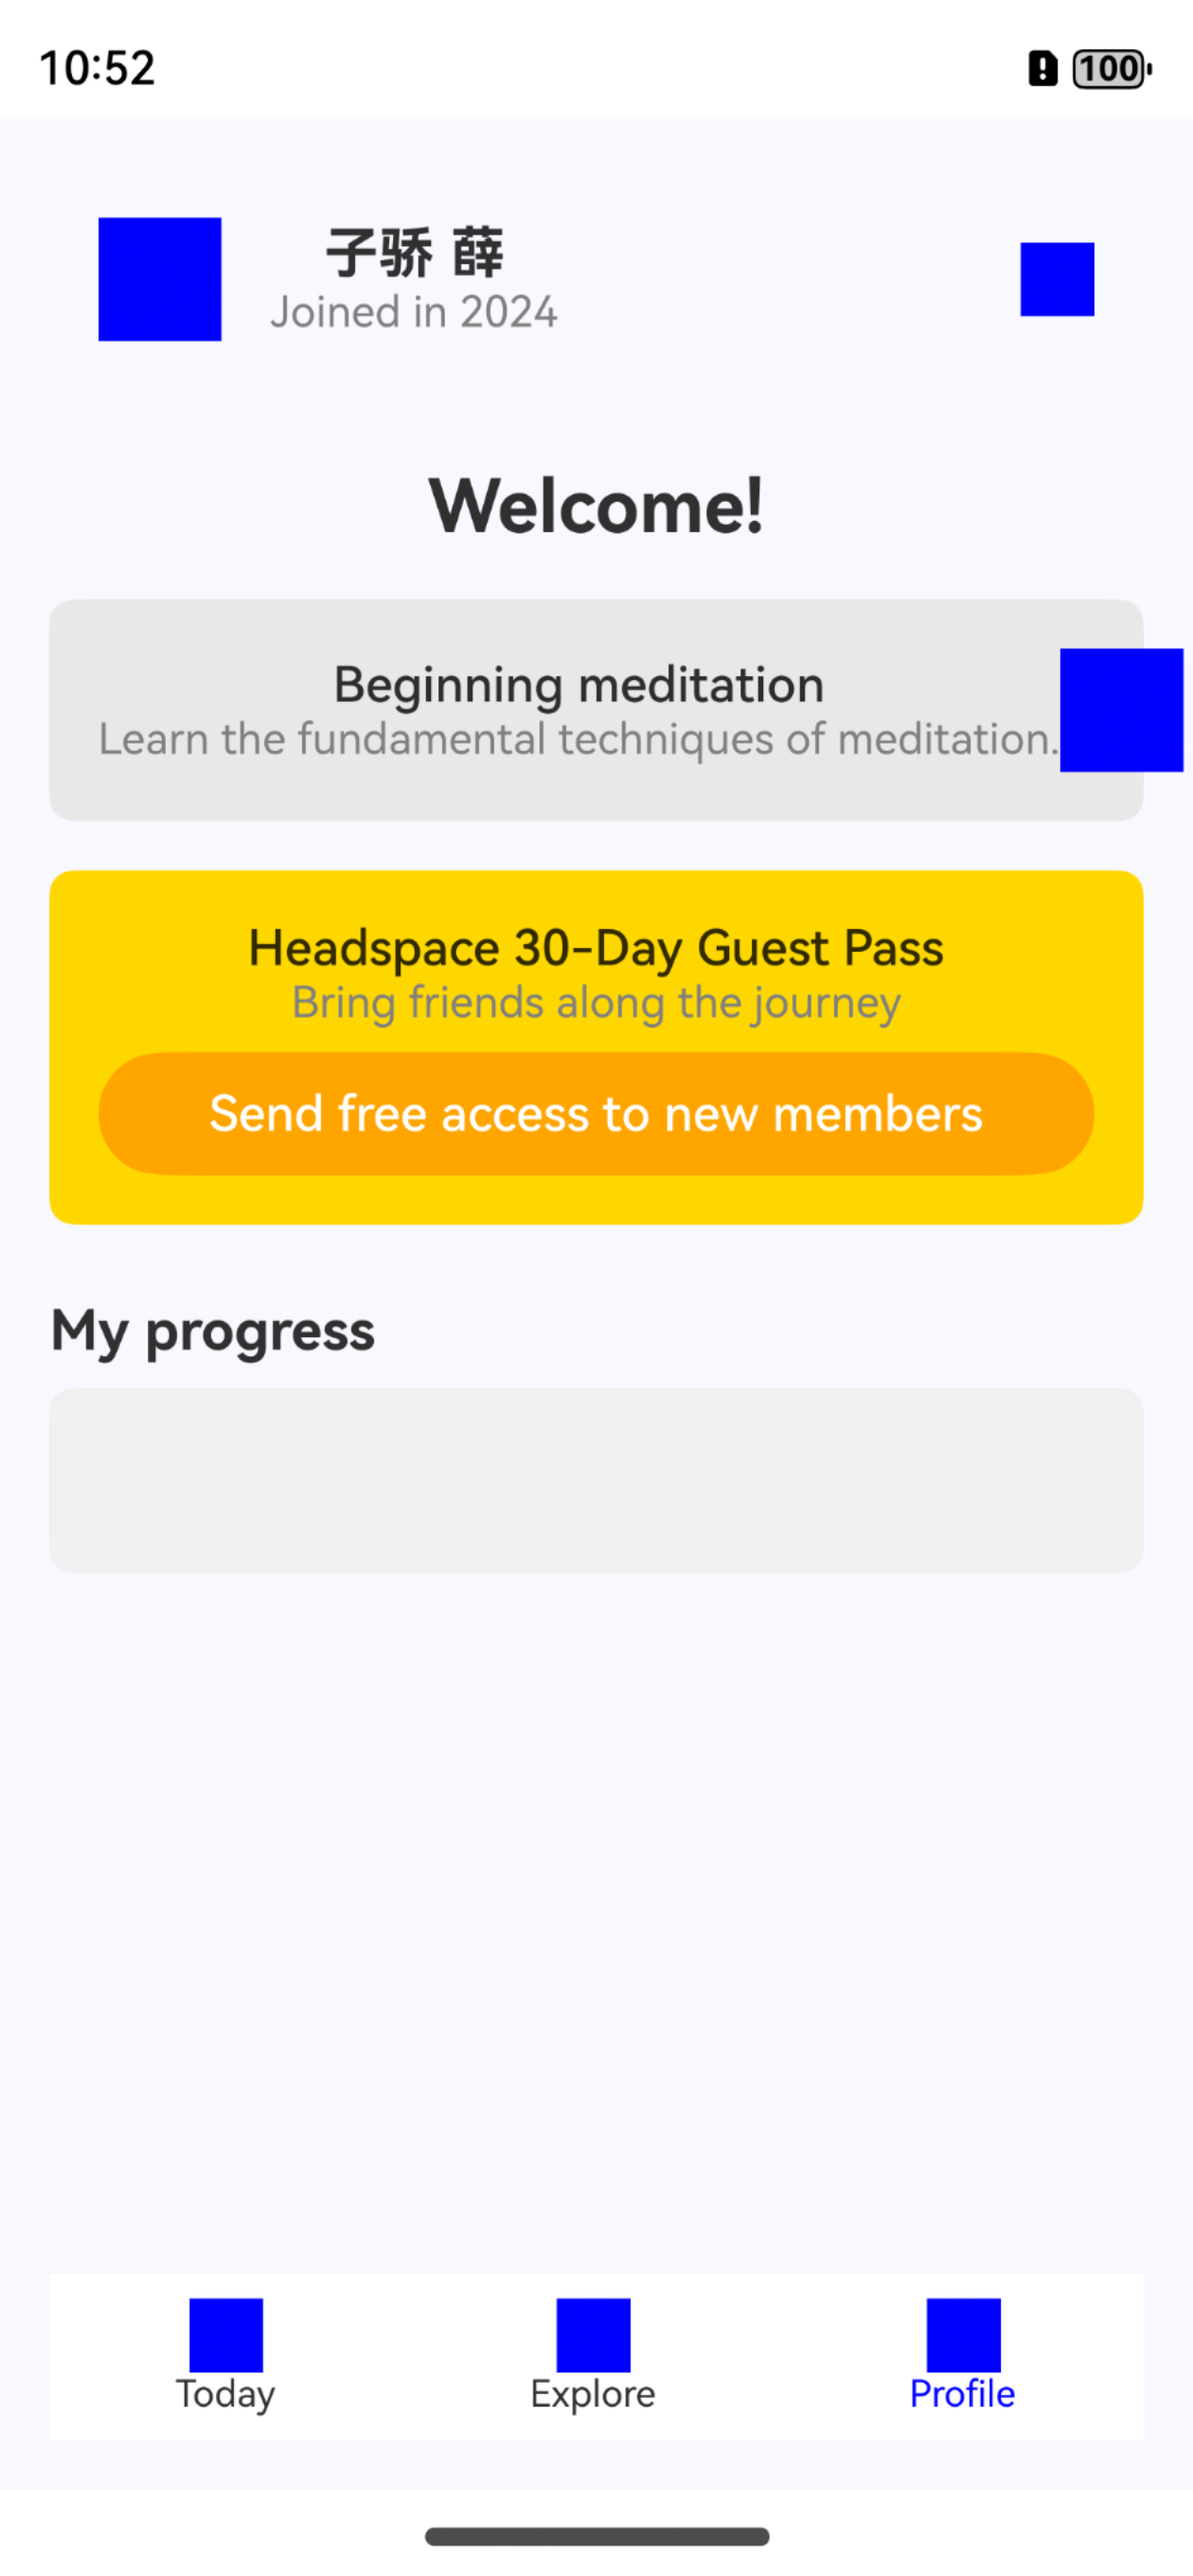 10:52
100
子骄 薛
Joined in 2024
Welcome!
Beginning meditation
Learn the fundamental techniques of meditation.
Headspace 30-Day Guest Pass
Bring friends along the journey
Send free access to new members
My progress
Today
Explore
Profile